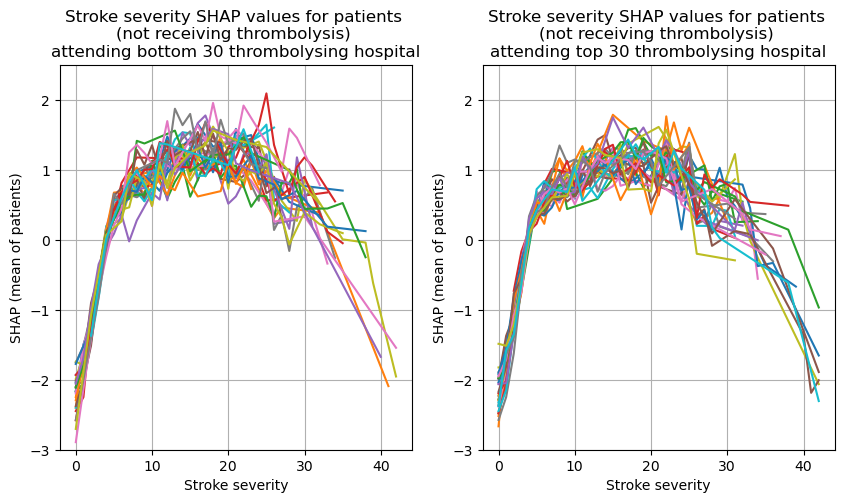 Stroke severity SHAP values for patients
(not receiving thrombolysis)
attending bottom 30 thrombolysing hospital
2
1
0
−1
−2
−3
0
10
20
30
40
SHAP (mean of patients)
Stroke severity
Stroke severity SHAP values for patients
(not receiving thrombolysis)
attending top 30 thrombolysing hospital
2
1
0
−1
−2
−3
0
10
20
30
40
SHAP (mean of patients)
Stroke severity